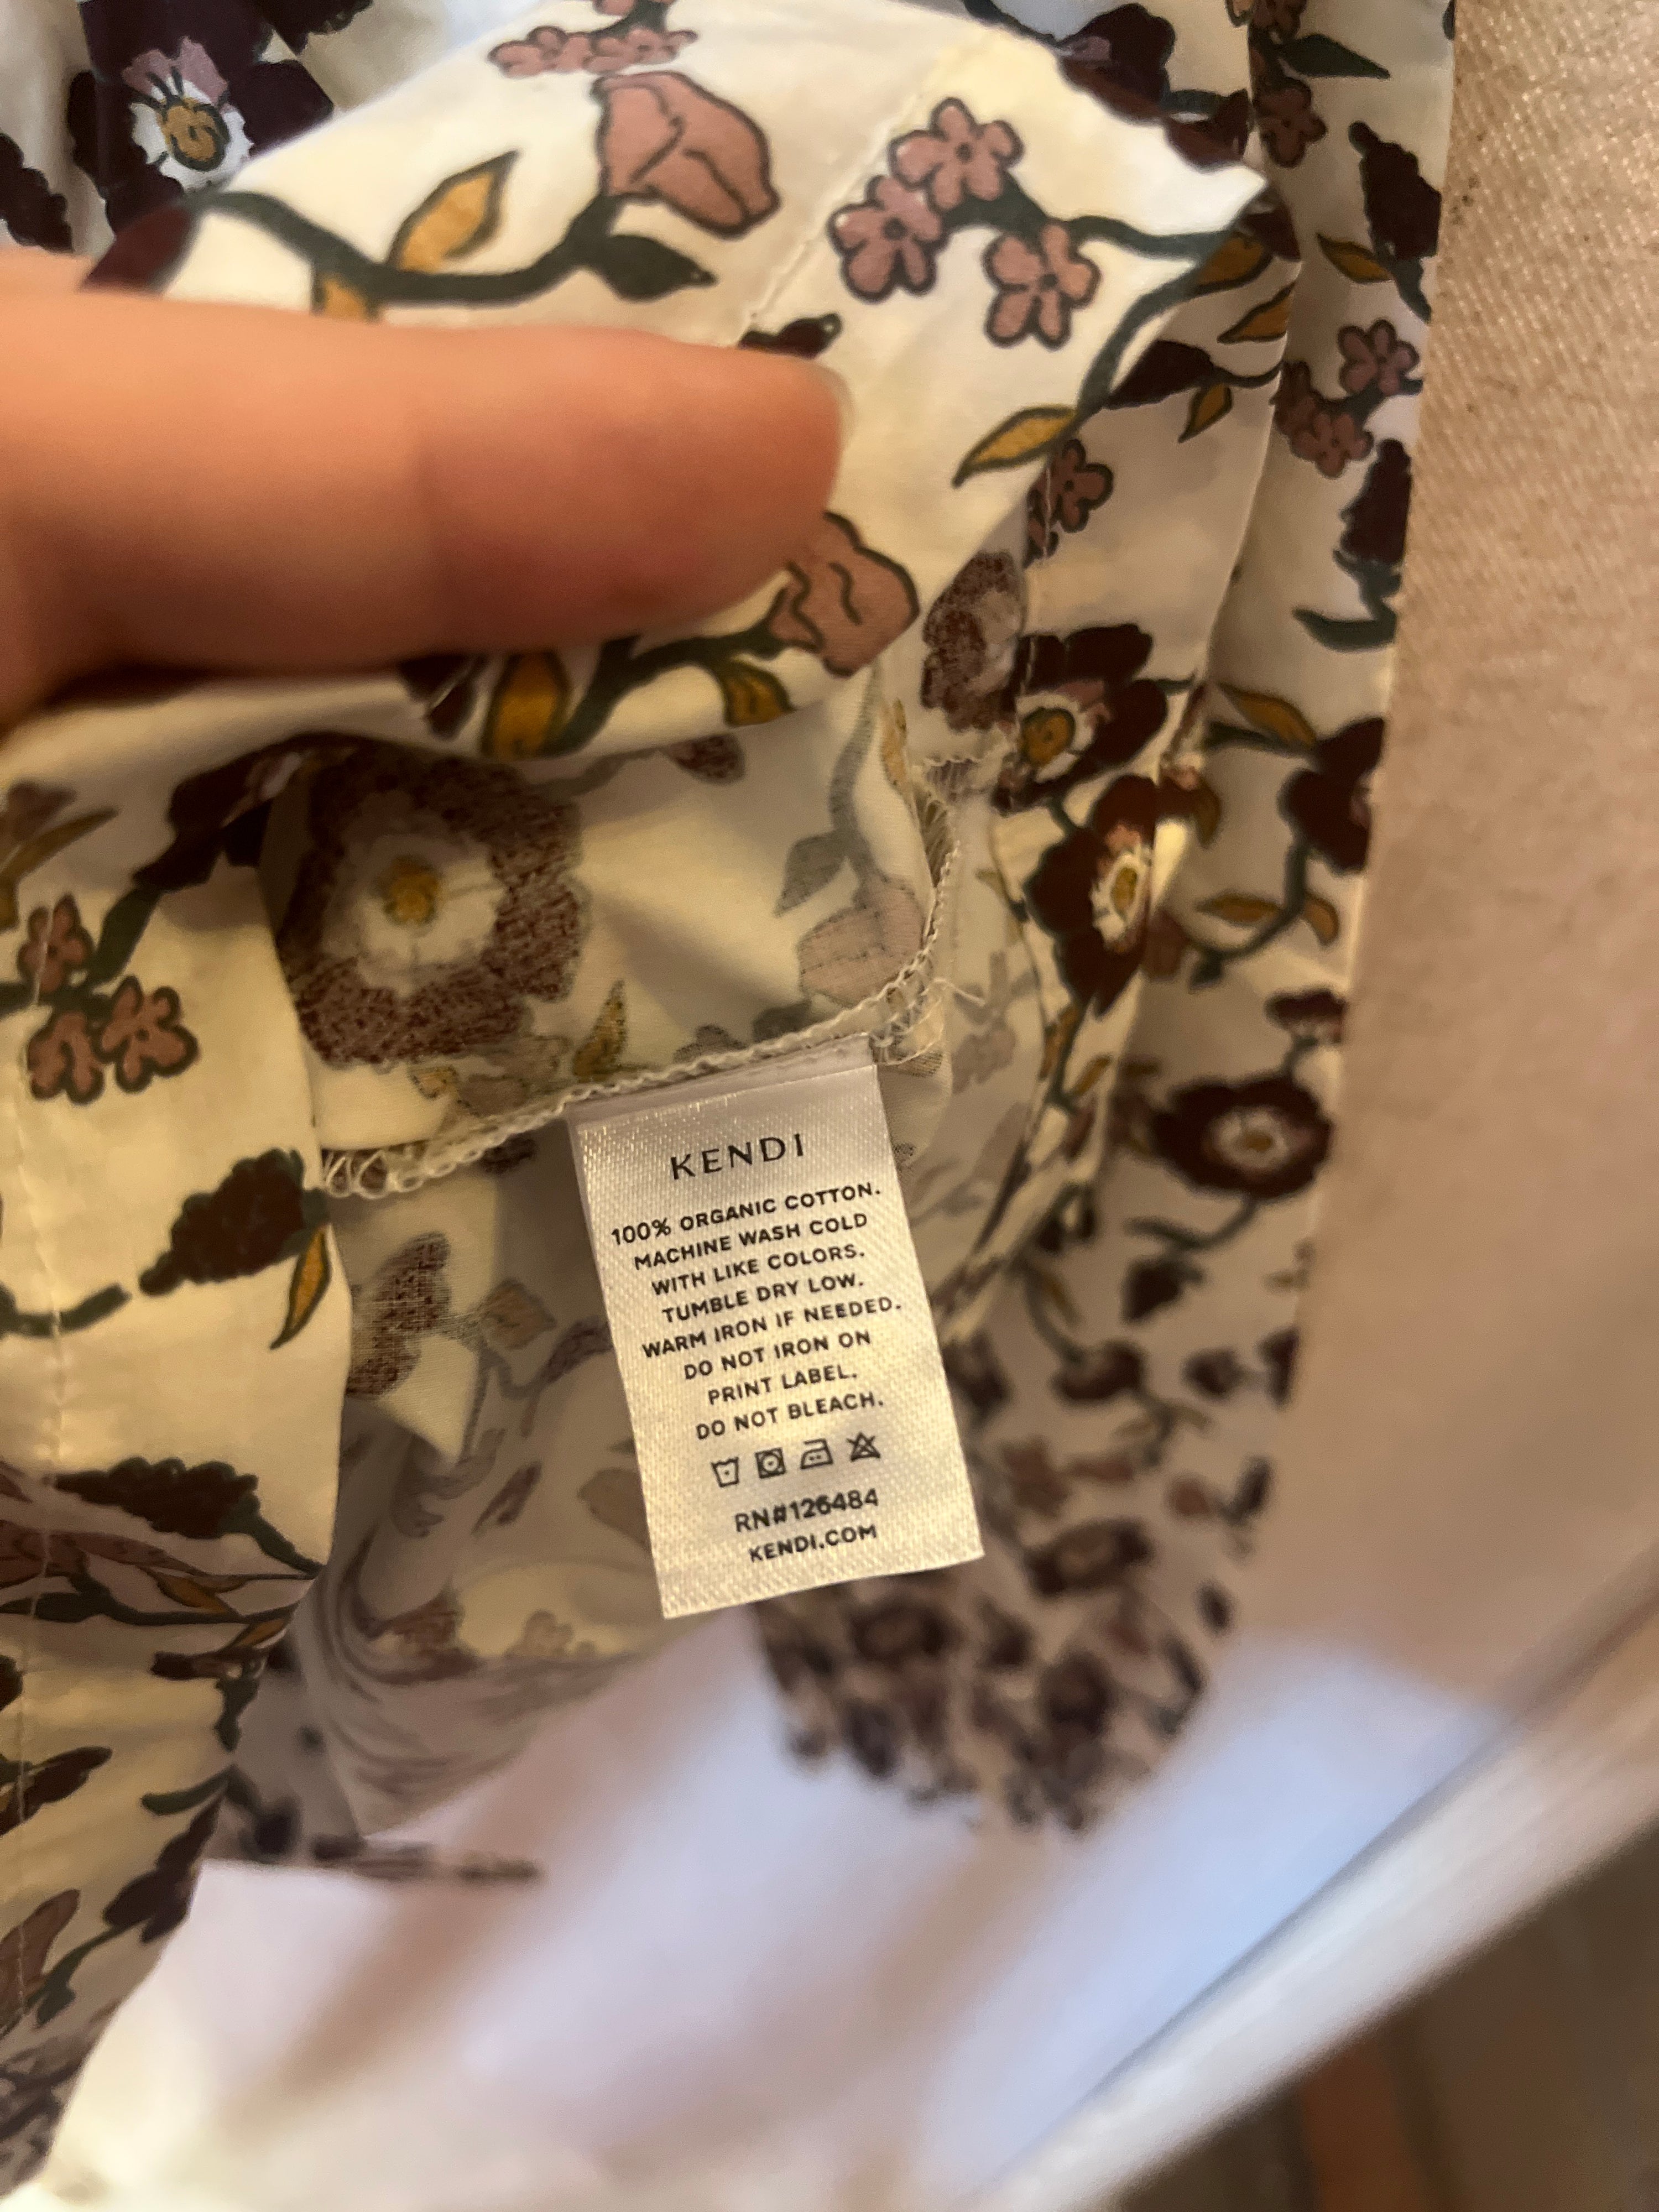 KENDI
100% ORGANIC COTTON.
MACHINE WASH COLD
WITH LIKE COLORS.
TUMBLE DRY LOW.
WARM IRON IF NEEDED.
DO NOT IRON ON
PRINT LABEL.
DO NOT BLEACH.
RN#126484
KENDI.COM